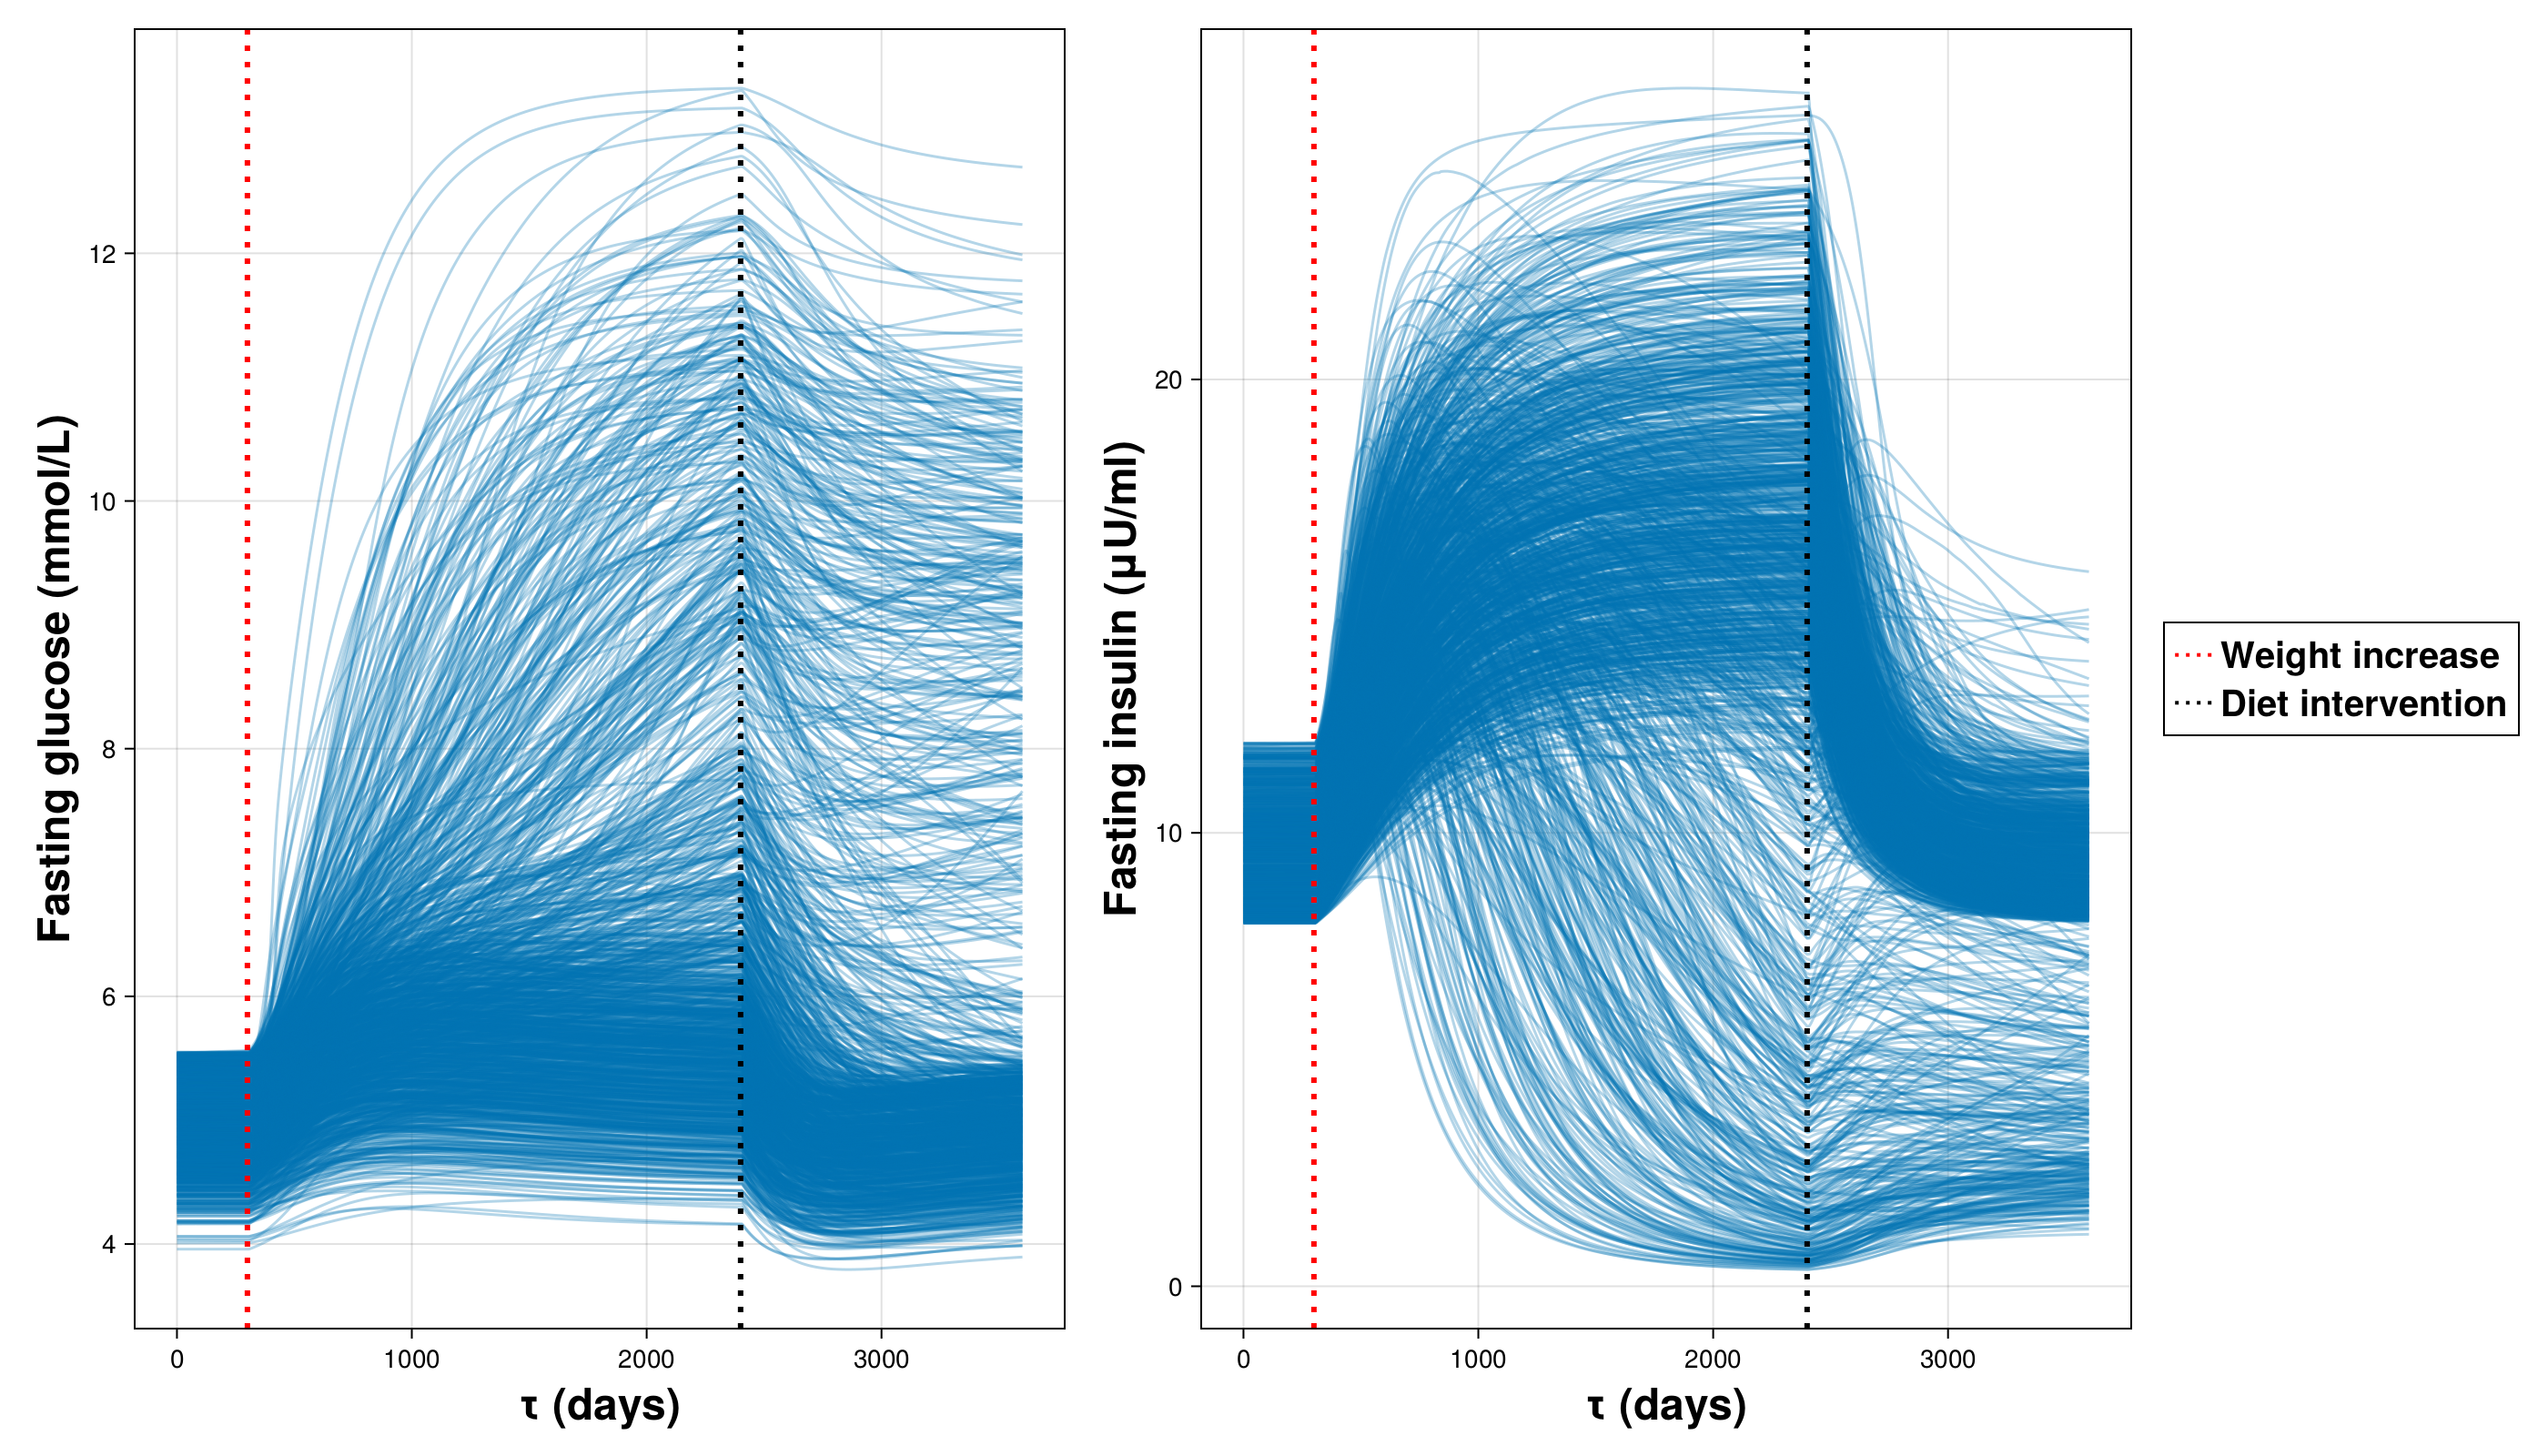 Fasting glucose (mmol/L)
12
10
8
6
4
0
1000
2000
3000
τ (days)
Fasting insulin (μU/ml)
20
10
0
0
1000
2000
3000
τ (days)
Weight increase
Diet intervention